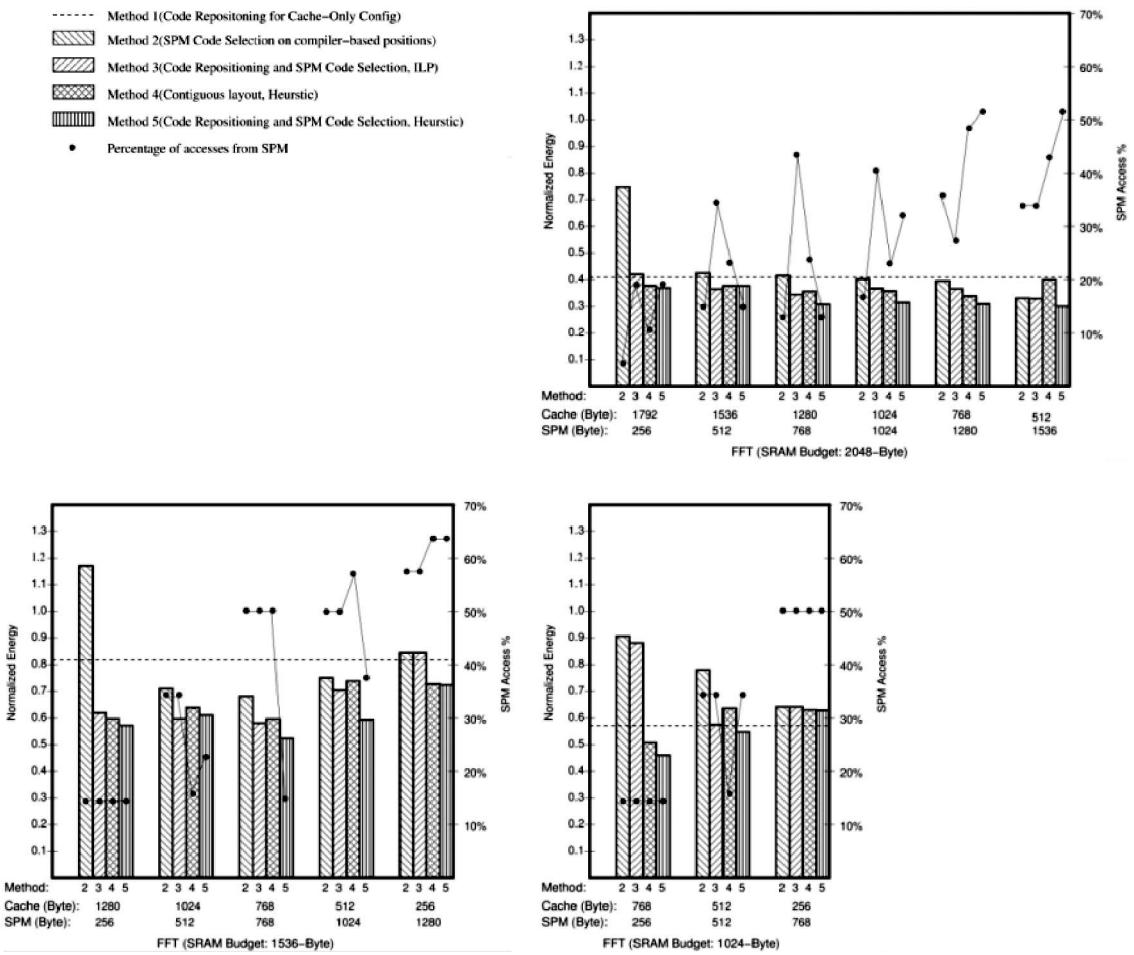 Method 1(Code Repositoning for Cache-Only Config)
Method 2(SPM Code Selection on compiler-based positions)
Method 3(Code Repositioning and SPM Code Selection, ILP)
Method 4(Contiguous layout, Heurstic)
Method 5(Code Repositioning and SPM Code Selection, Heurstic)
Percentage of accesses from SPM
Normalized Energy
1.3
1.2
1.1
1.0
0.9
0.8
0.7
0.6
0.5
0.4
0.3
0.2
0.1
70%
60%
50%
40%
30%
20%
10%
SPM Access %
Method: 2 3 4 5 2 3 4 5 2 3 4 5 2 3 4 5 2 3 4 5 2 3 4 5
Cache (Byte): 1792 1536 1280 1024 768 512
SPM (Byte): 256 512 768 1024 1280 1536
FFT (SRAM Budget: 2048-Byte)
Normalized Energy
1.3
1.2
1.1
1.0
0.9
0.8
0.7
0.6
0.5
0.4
0.3
0.2
0.1
70%
60%
50%
40%
30%
20%
10%
SPM Access %
Method: 2 3 4 5 2 3 4 5 2 3 4 5 2 3 4 5 2 3 4 5
Cache (Byte): 1280 1024 768 512 256
SPM (Byte): 256 512 768 1024 1280
FFT (SRAM Budget: 1536-Byte)
Normalized Energy
1.3
1.2
1.1
1.0
0.9
0.8
0.7
0.6
0.5
0.4
0.3
0.2
0.1
70%
60%
50%
40%
30%
20%
10%
SPM Access %
Method: 2 3 4 5 2 3 4 5 2 3 4 5
Cache (Byte): 768 512 256
SPM (Byte): 256 512 768
FFT (SRAM Budget: 1024-Byte)